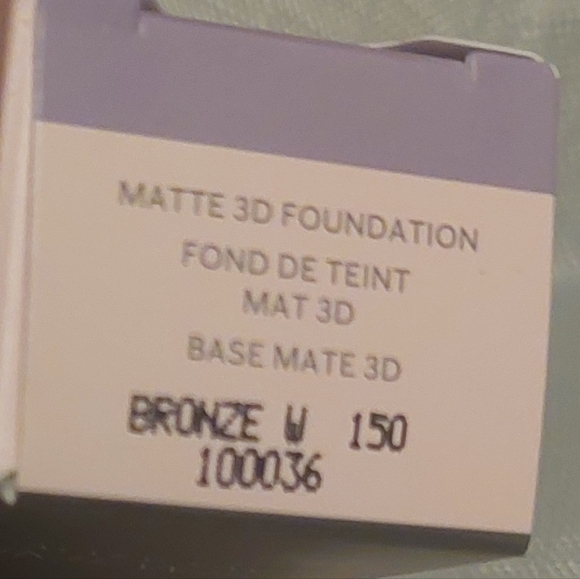 MATTE 3D FOUNDATION
FOND DE TEINT
MAT 3D
BASE MATE 3D
BRONZE W 150
100036